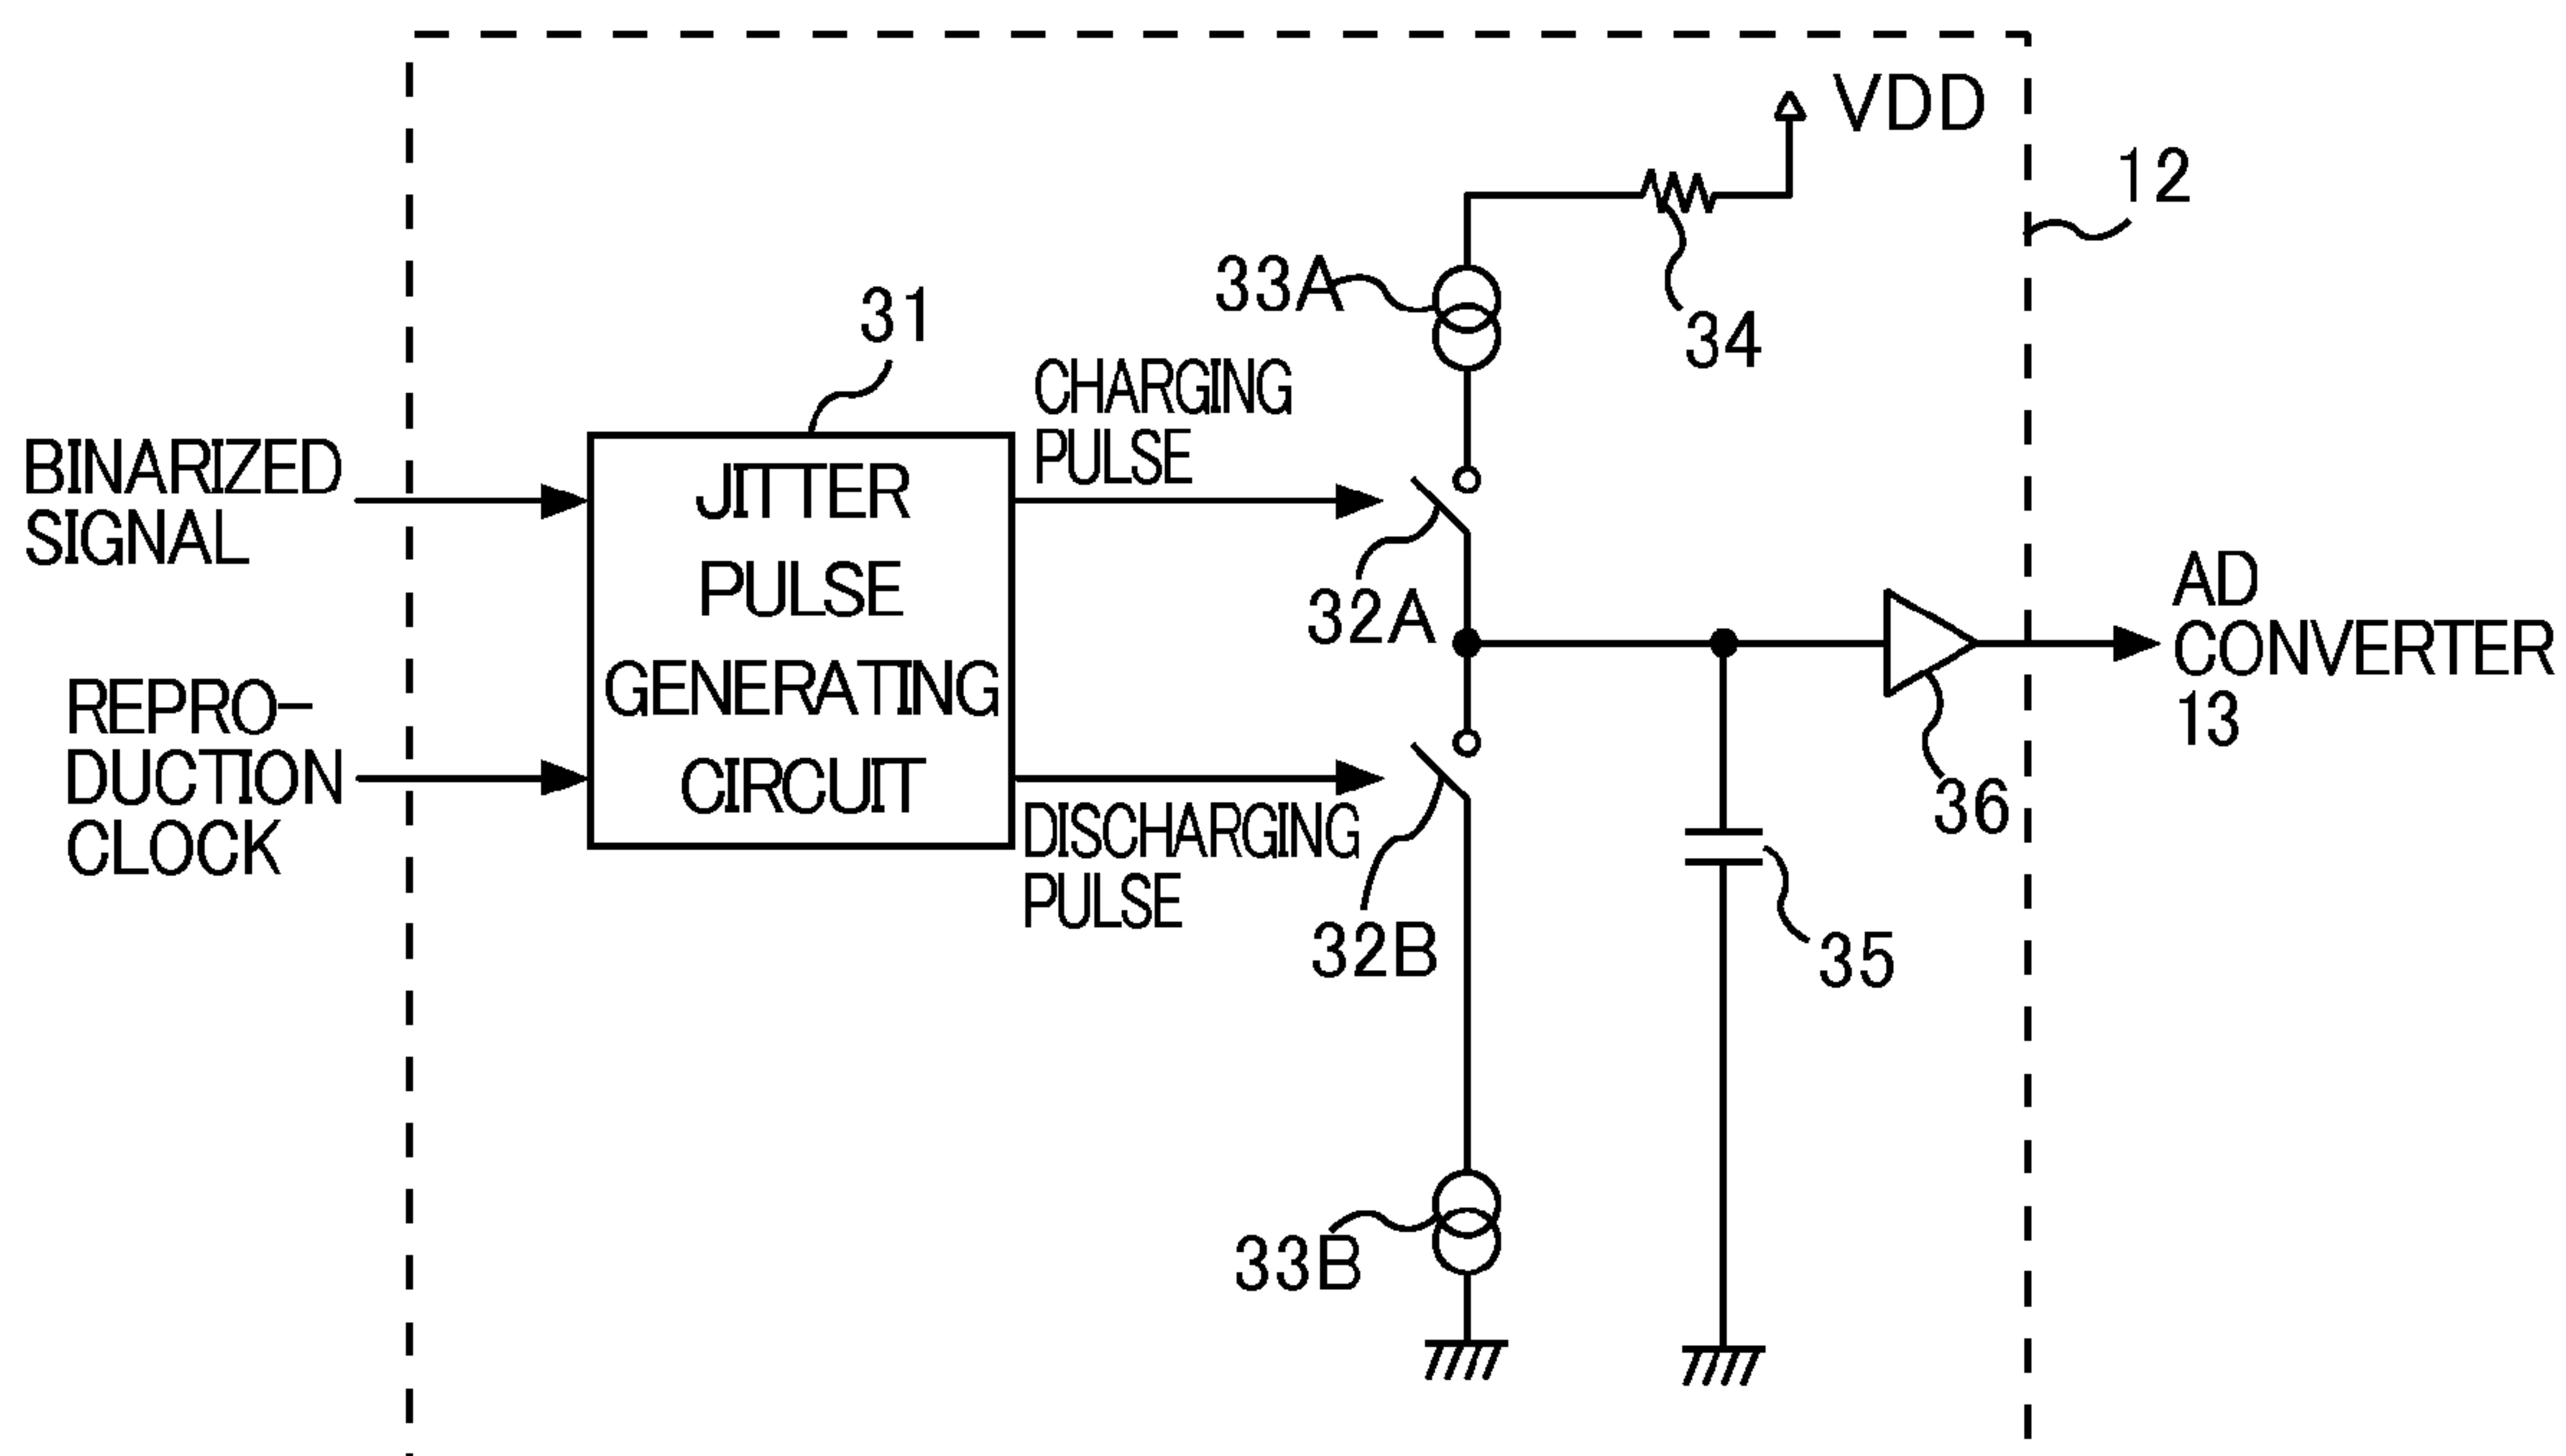 VDD
12
33A
34
31
CHARGING
PULSE
BINARIZED
SIGNAL
JITTER
PULSE
GENERATING
CIRCUIT
32A
AD
CONVERTER
13
REPRO-
DUCTION
CLOCK
DISCHARGING
PULSE
36
32B
35
33B